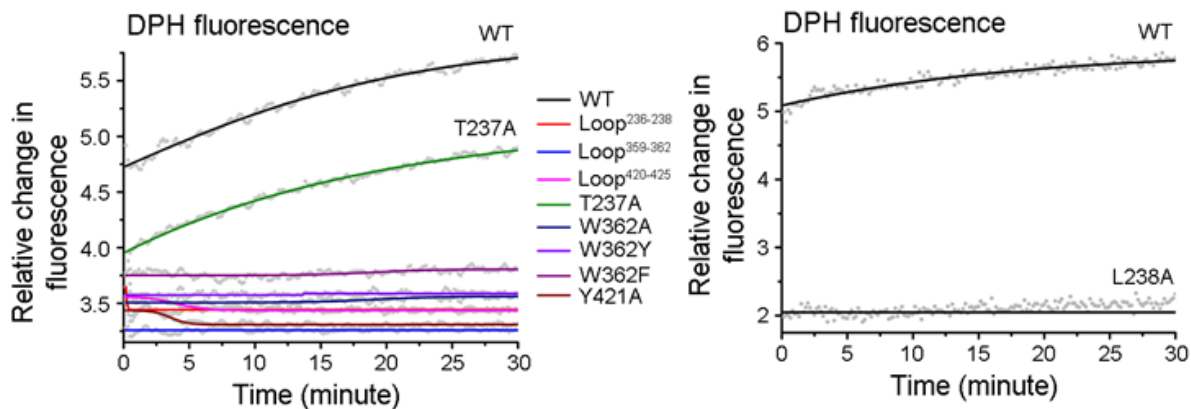 DPH fluorescence
WT
T237A
5.5
5.0
4.5
4.0
3.5
0
5
10
15
20
25
30
Relative change in
fluorescence
Time (minute)
WT
Loop²³⁶⁻²³⁸
Loop³⁵⁹⁻³⁶²
Loop⁴²⁰⁻⁴²⁵
T237A
W362A
W362Y
W362F
Y421A
DPH fluorescence
WT
L238A
6
5
4
3
2
0
5
10
15
20
25
30
Relative change in
fluorescence
Time (minute)